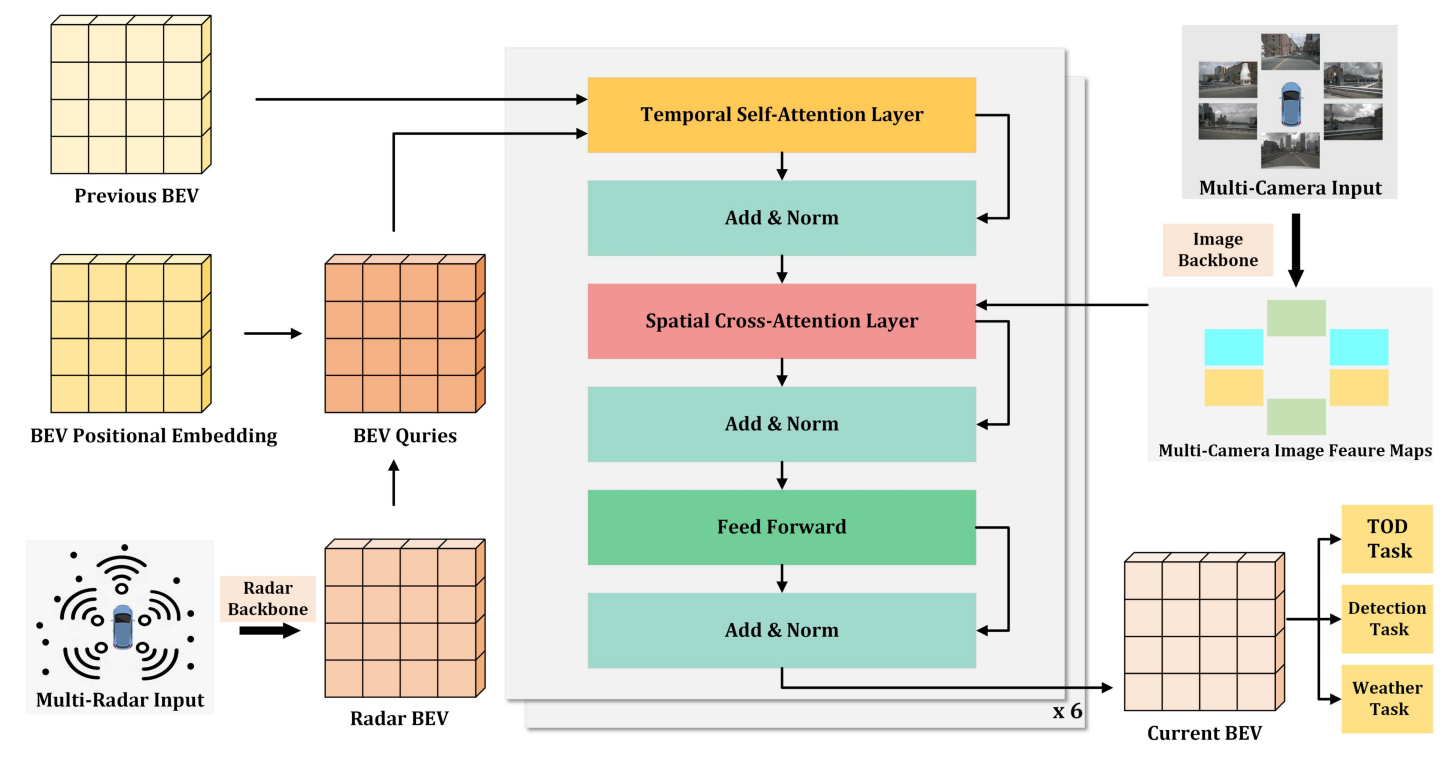 Previous BEV
BEV Positional Embedding
BEV Quries
Multi-Radar Input
Radar
Backbone
Radar BEV
Temporal Self-Attention Layer
Add & Norm
Spatial Cross-Attention Layer
Add & Norm
Feed Forward
Add & Norm
x 6
Multi-Camera Input
Image
Backbone
Multi-Camera Image Feaure Maps
Current BEV
TOD
Task
Detection
Task
Weather
Task